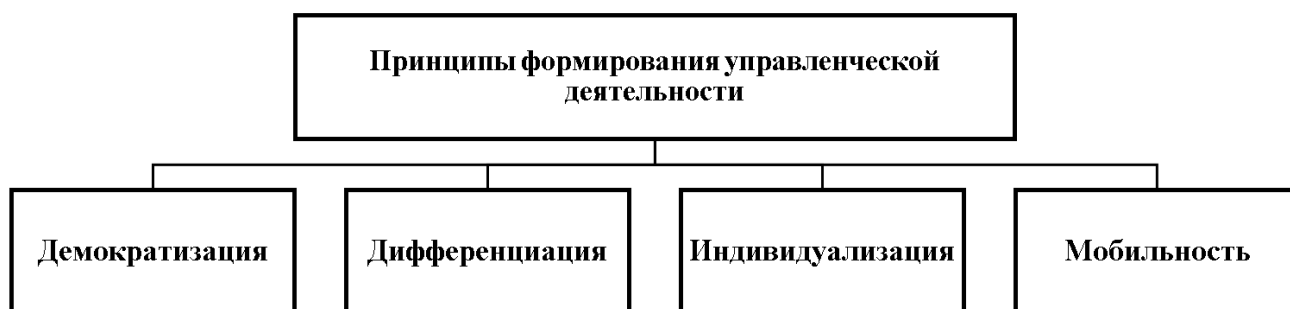 Принципы формирования управленческой
деятельности
Демократизация
Дифференциация
Индивидуализация
Мобильность